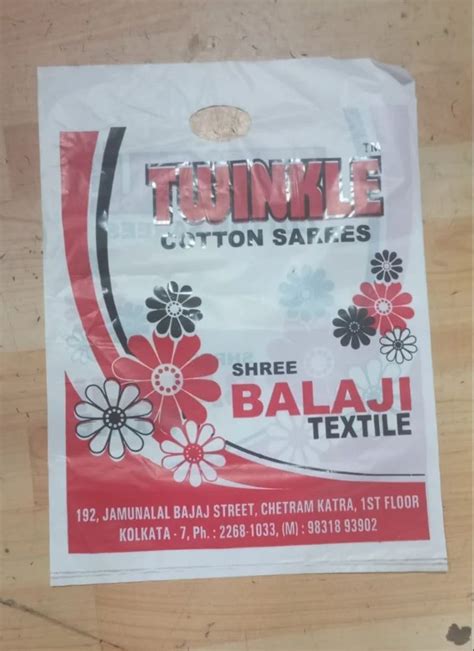 TWINKLE TM
COTTON SAREES
SHREE
BALAJI
TEXTILE
192, JAMUNALAL BAJAJ STREET, CHETRAM KATRA, 1ST FLOOR
KOLKATA - 7, Ph. : 2268-1033, (M) : 98318 93902